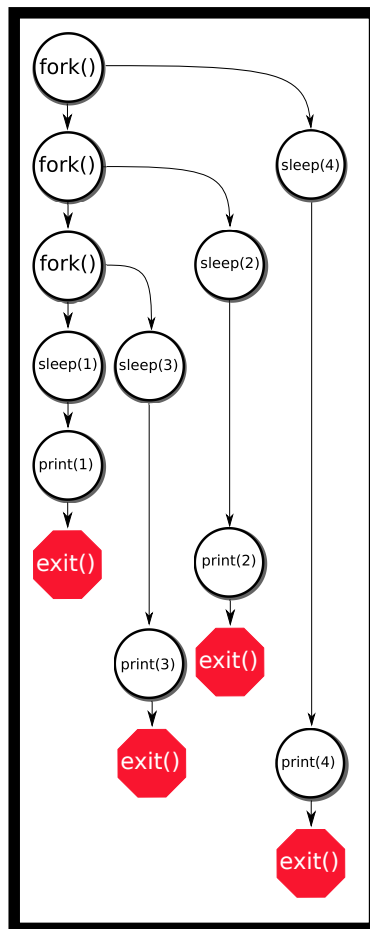 fork()
fork()
sleep(4)
fork()
sleep(2)
sleep(1)
sleep(3)
print(1)
exit()
print(2)
print(3)
exit()
exit()
print(4)
exit()